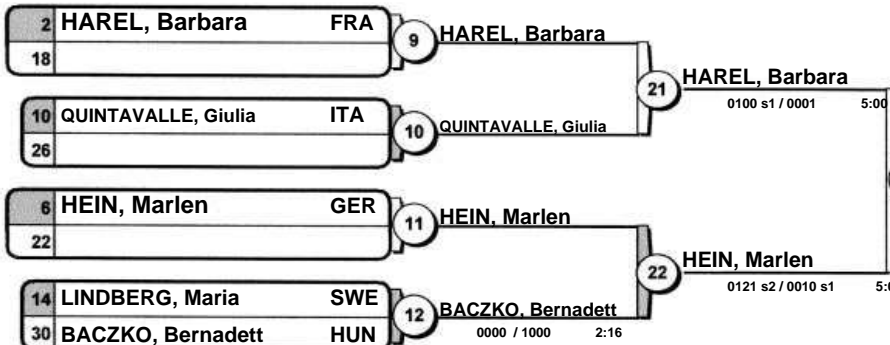 2 HAREL, Barbara FRA
18
9
HAREL, Barbara
10 QUINTAVALLE, Giulia ITA
26
10
QUINTAVALLE, Giulia
21
HAREL, Barbara
0100 s1 / 0001 5:00
6 HEIN, Marlen GER
22
11
HEIN, Marlen
14 LINDBERG, Maria SWE
30 BACZKO, Bernadett HUN
12
BACZKO, Bernadett
0000 / 1000 2:16
22
HEIN, Marlen
0121 s2 / 0010 s1